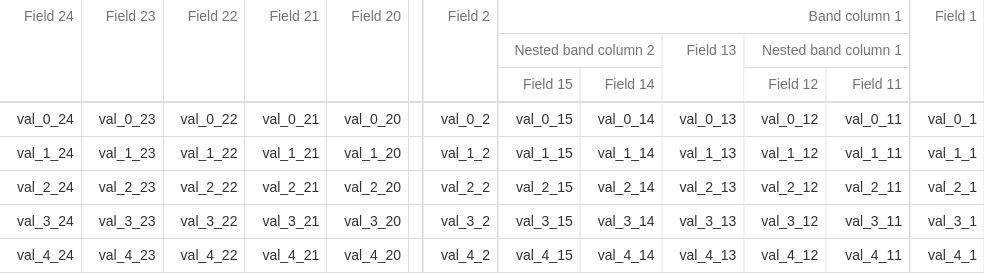 Field 24 Field 23 Field 22 Field 21 Field 20 Field 2 Band column 1 Field 1
Nested band column 2 Field 13 Nested band column 1
Field 15 Field 14 Field 12 Field 11
val_0_24 val_0_23 val_0_22 val_0_21 val_0_20 val_0_2 val_0_15 val_0_14 val_0_13 val_0_12 val_0_11 val_0_1
val_1_24 val_1_23 val_1_22 val_1_21 val_1_20 val_1_2 val_1_15 val_1_14 val_1_13 val_1_12 val_1_11 val_1_1
val_2_24 val_2_23 val_2_22 val_2_21 val_2_20 val_2_2 val_2_15 val_2_14 val_2_13 val_2_12 val_2_11 val_2_1
val_3_24 val_3_23 val_3_22 val_3_21 val_3_20 val_3_2 val_3_15 val_3_14 val_3_13 val_3_12 val_3_11 val_3_1
val_4_24 val_4_23 val_4_22 val_4_21 val_4_20 val_4_2 val_4_15 val_4_14 val_4_13 val_4_12 val_4_11 val_4_1